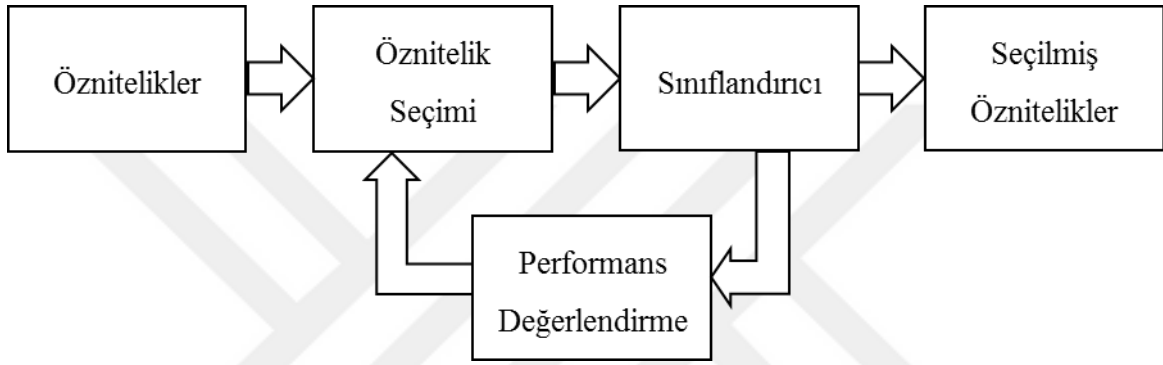 Öznitelikler
Öznitelik
Seçimi
Sınıflandırıcı
Seçilmiş
Öznitelikler
Performans
Değerlendirme